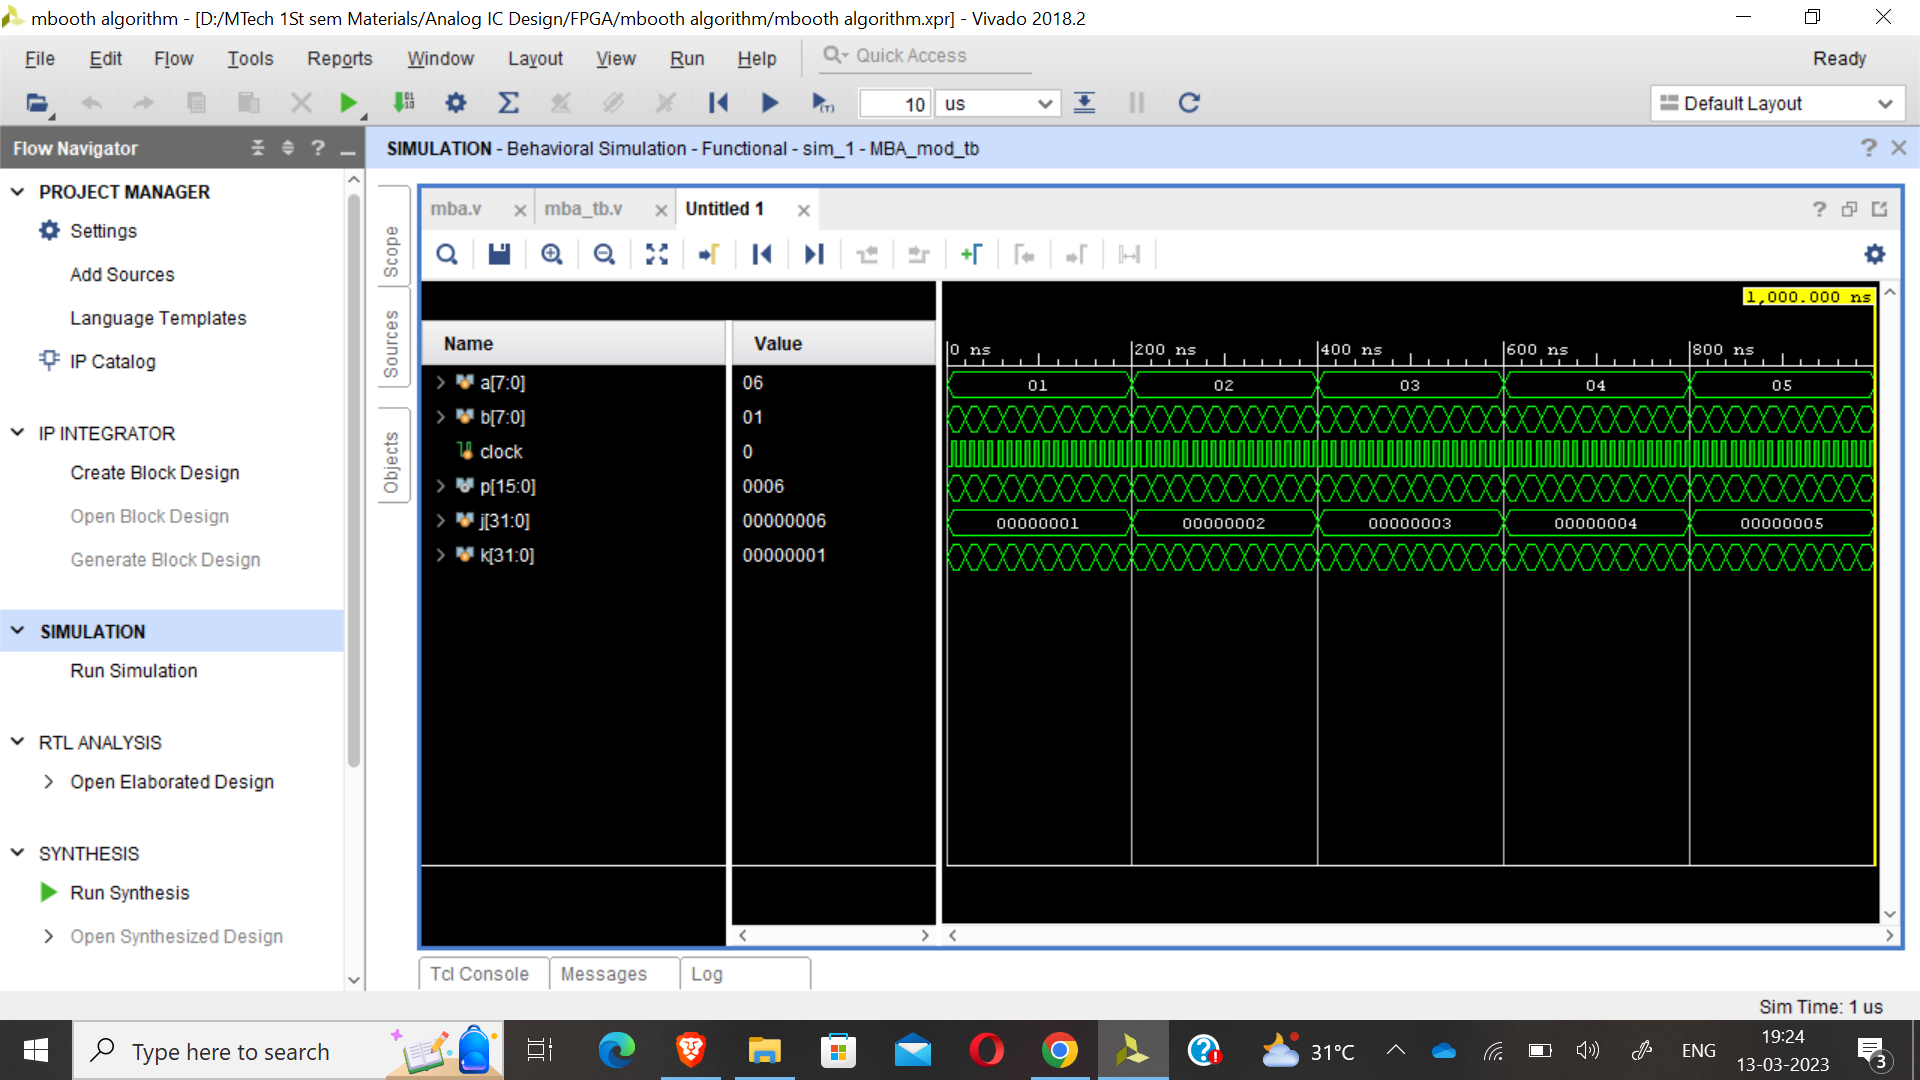 mbooth algorithm - [D:/MTech 1St sem Materials/Analog IC Design/FPGA/mbooth algorithm/mbooth algorithm.xpr] - Vivado 2018.2
File Edit Flow Tools Reports Window Layout View Run Help Quick Access Ready
10 us Default Layout
Flow Navigator
SIMULATION - Behavioral Simulation - Functional - sim_1 - MBA_mod_tb
PROJECT MANAGER
Settings
Add Sources
Language Templates
IP Catalog
IP INTEGRATOR
Create Block Design
Open Block Design
Generate Block Design
SIMULATION
Run Simulation
RTL ANALYSIS
Open Elaborated Design
SYNTHESIS
Run Synthesis
Open Synthesized Design
Scope
Sources
Objects
mba.v mba_tb.v Untitled 1
1,000.000 ns
Name Value
0 ns 200 ns 400 ns 600 ns 800 ns
a[7:0] 06 01 02 03 04 05
b[7:0] 01
clock 0
p[15:0] 0006
j[31:0] 00000006 00000001 00000002 00000003 00000004 00000005
k[31:0] 00000001
Tcl Console Messages Log
Sim Time: 1 us
Type here to search
31°C ENG
19:24
13-03-2023
3